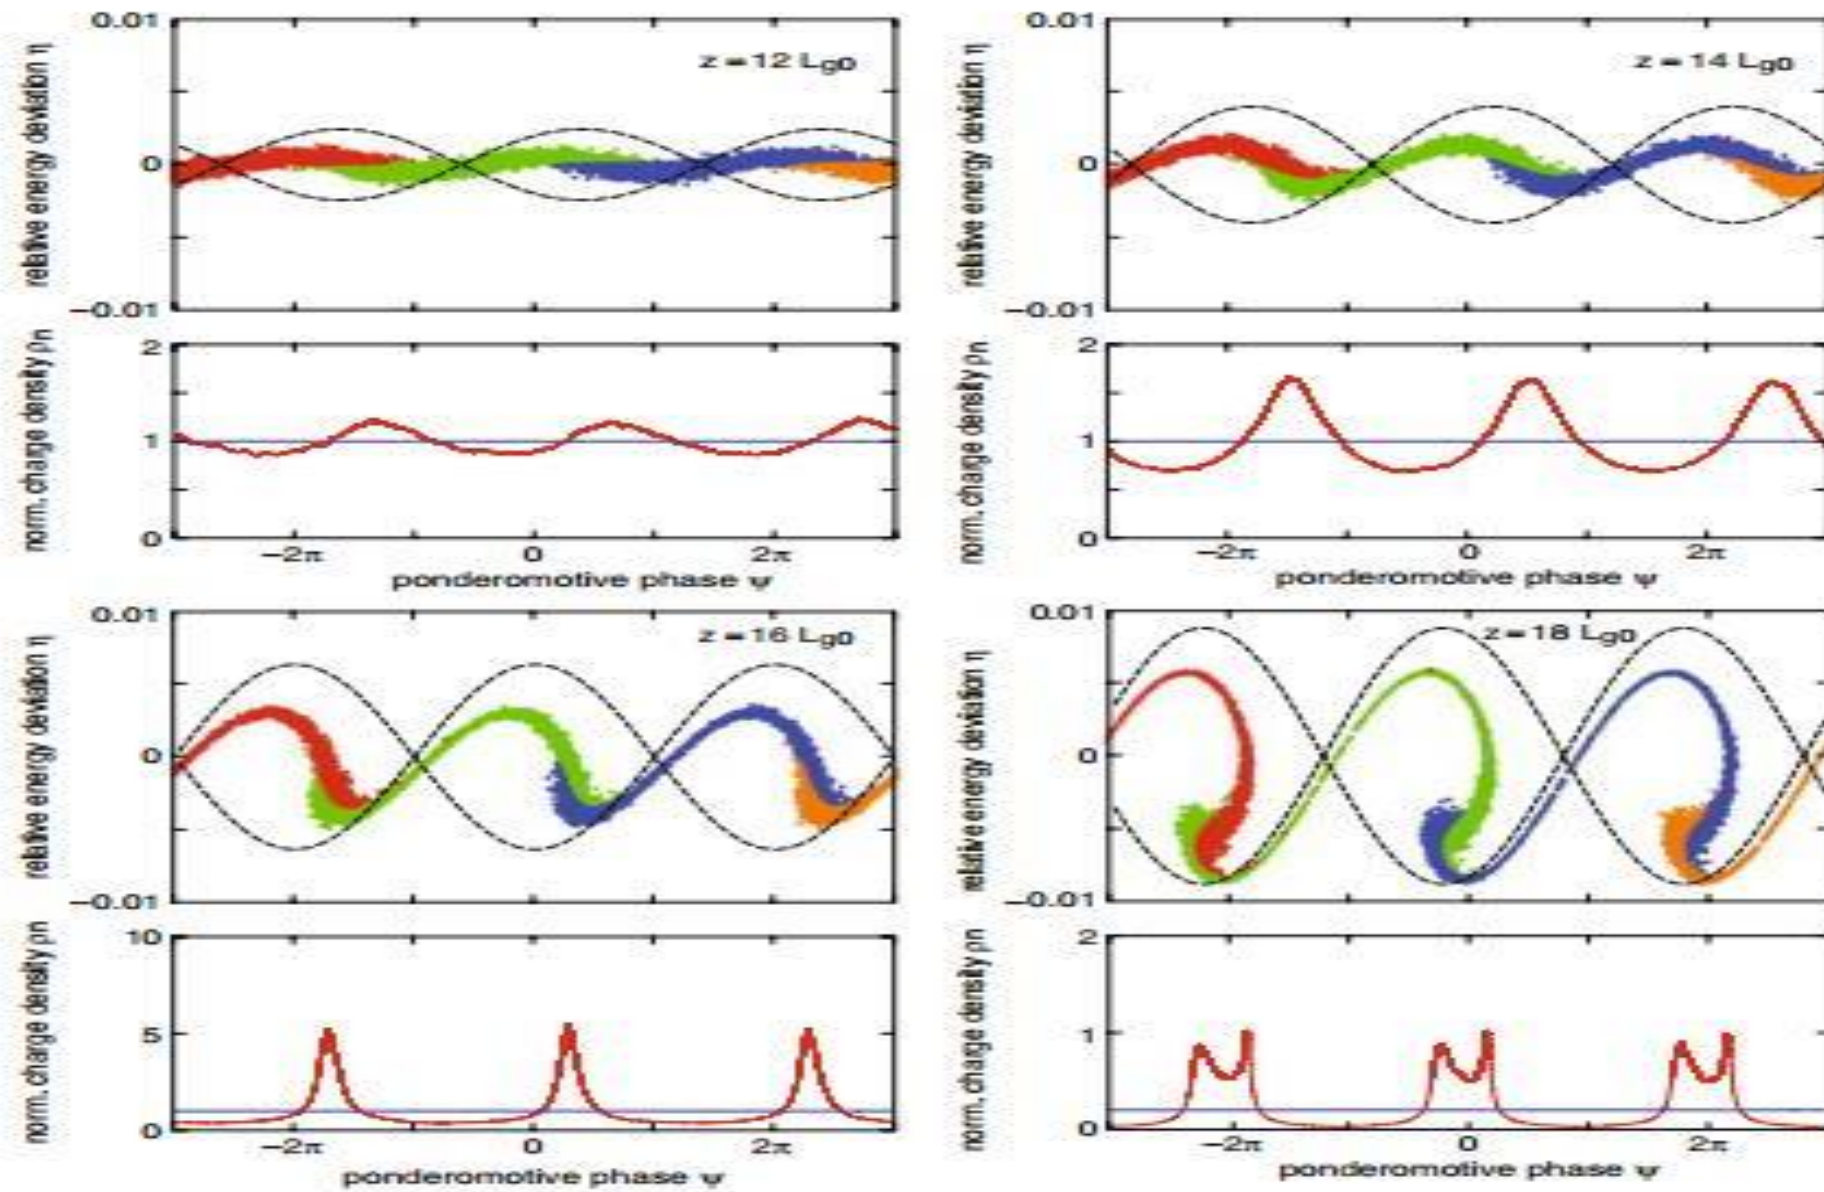 0.01
z = 12 Lg0
relative energy deviation η
0
−0.01
2
norm. charge density ρn
1
0
−2π 0 2π
ponderomotive phase ψ
0.01
z = 14 Lg0
relative energy deviation η
0
−0.01
2
norm. charge density ρn
1
0
−2π 0 2π
ponderomotive phase ψ
0.01
z = 16 Lg0
relative energy deviation η
0
−0.01
10
norm. charge density ρn
5
0
−2π 0 2π
ponderomotive phase ψ
0.01
z = 18 Lg0
relative energy deviation η
0
−0.01
2
norm. charge density ρn
1
0
−2π 0 2π
ponderomotive phase ψ